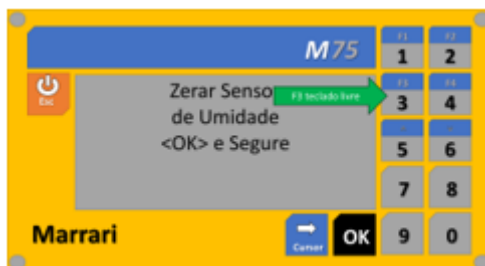 M75
F1 F2
1 2
Esc
Zerar Senso
F3 teclado livre
F3 F4
3 4
de Umidade
<OK> e Segure
5 6
7 8
Marrari
Cursor
OK
9 0